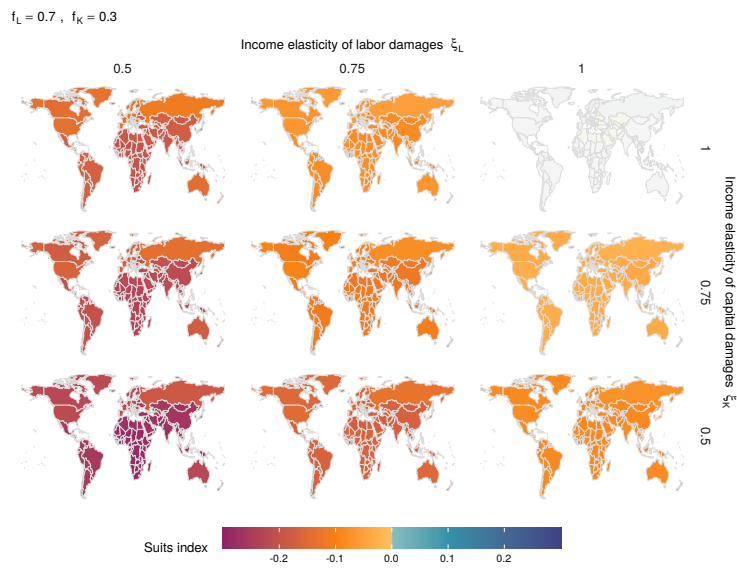 f_L = 0.7 , f_K = 0.3
Income elasticity of labor damages ξ_L
0.5 0.75 1
1
0.75
0.5
Income elasticity of capital damages ξ_K
Suits index
-0.2 -0.1 0.0 0.1 0.2